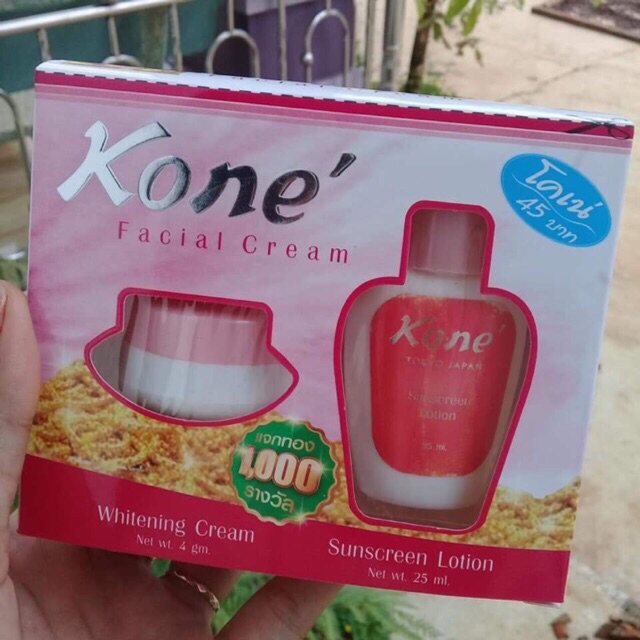 Kone'
Facial Cream
โคเน่
45 บาท
Kone'
TOKYO JAPAN
Sunscreen
Lotion
25 ml.
แจกทอง
1,000
รางวัล
Whitening Cream
Net wt. 4 gm.
Sunscreen Lotion
Net wt. 25 ml.